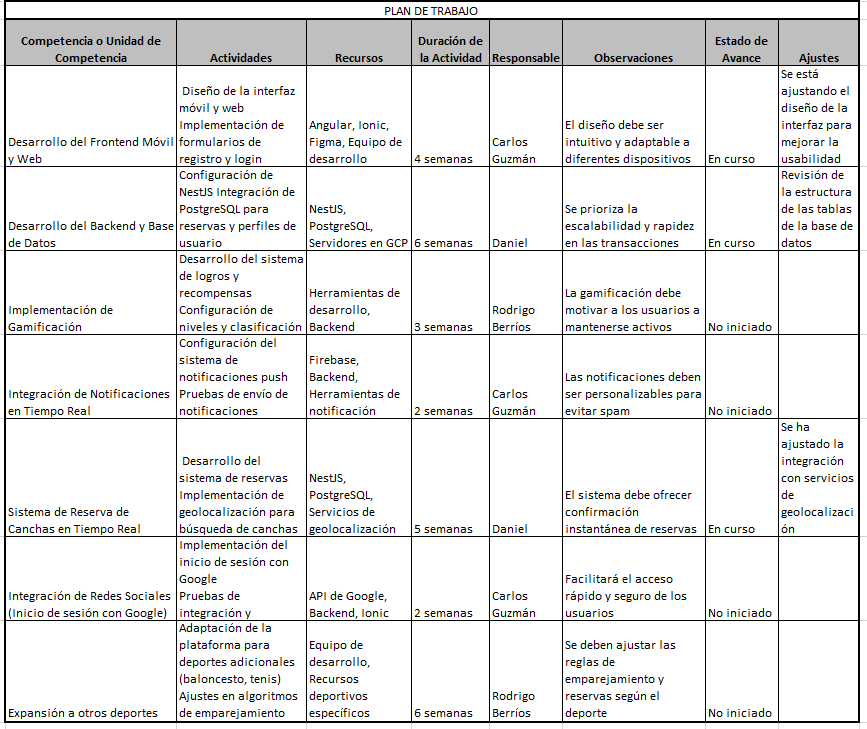 PLAN DE TRABAJO
Competencia o Unidad de
Competencia
Actividades
Recursos
Duración de
la Actividad
Responsable
Observaciones
Estado de
Avance
Ajustes
Desarrollo del Frontend Móvil
y Web
Diseño de la interfaz
móvil y web
Implementación de
formularios de
registro y login
Angular, Ionic,
Figma, Equipo de
desarrollo
4 semanas
Carlos
Guzmán
El diseño debe ser
intuitivo y adaptable a
diferentes dispositivos
En curso
Se está
ajustando el
diseño de la
interfaz para
mejorar la
usabilidad
Desarrollo del Backend y Base
de Datos
Configuración de
NestJS Integración de
PostgreSQL para
reservas y perfiles de
usuario
NestJS,
PostgreSQL,
Servidores en GCP
6 semanas
Daniel
Se prioriza la
escalabilidad y rapidez
en las transacciones
En curso
Revisión de
la estructura
de las tablas
de la base de
datos
Implementación de
Gamificación
Desarrollo del sistema
de logros y
recompensas
Configuración de
niveles y clasificación
Herramientas de
desarrollo,
Backend
3 semanas
Rodrigo
Berríos
La gamificación debe
motivar a los usuarios a
mantenerse activos
No iniciado
Integración de Notificaciones
en Tiempo Real
Configuración del
sistema de
notificaciones push
Pruebas de envío de
notificaciones
Firebase,
Backend,
Herramientas de
notificación
2 semanas
Carlos
Guzmán
Las notificaciones deben
ser personalizables para
evitar spam
No iniciado
Sistema de Reserva de
Canchas en Tiempo Real
Desarrollo del
sistema de reservas
Implementación de
geolocalización para
búsqueda de canchas
NestJS,
PostgreSQL,
Servicios de
geolocalización
5 semanas
Daniel
El sistema debe ofrecer
confirmación
instantánea de reservas
En curso
Se ha
ajustado la
integración
con servicios
de
geolocalizaci
ón
Integración de Redes Sociales
(Inicio de sesión con Google)
Implementación del
inicio de sesión con
Google
Pruebas de
integración y
API de Google,
Backend, Ionic
2 semanas
Carlos
Guzmán
Facilitará el acceso
rápido y seguro de los
usuarios
No iniciado
Expansión a otros deportes
Adaptación de la
plataforma para
deportes adicionales
(baloncesto, tenis)
Ajustes en algoritmos
de emparejamiento
Equipo de
desarrollo,
Recursos
deportivos
específicos
6 semanas
Rodrigo
Berríos
Se deben ajustar las
reglas de
emparejamiento y
reservas según el
deporte
No iniciado